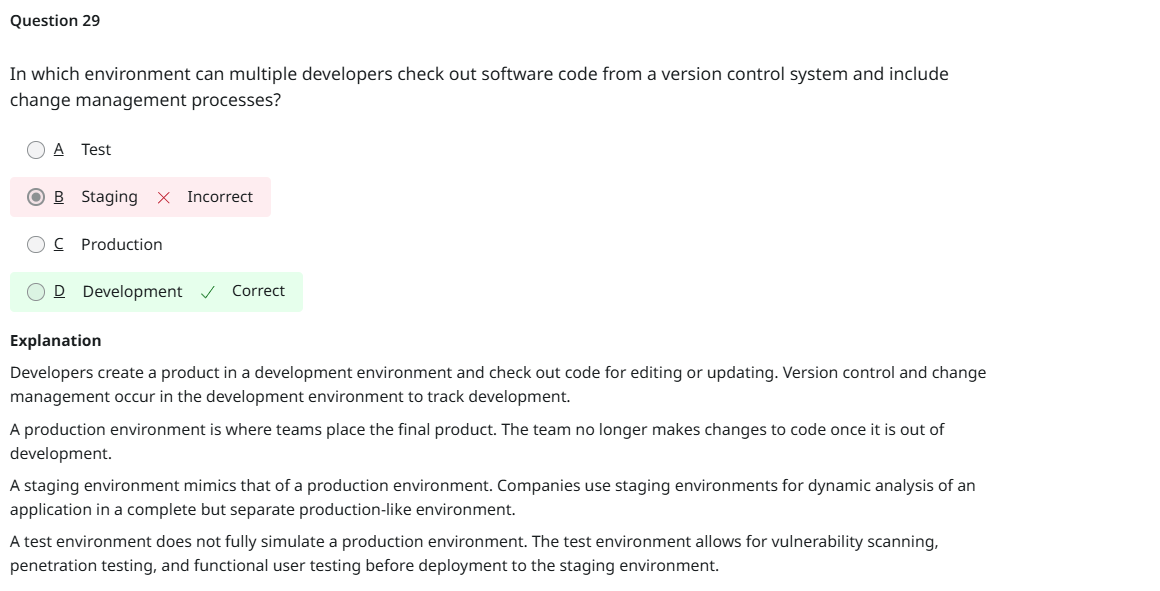 Question 29
In which environment can multiple developers check out software code from a version control system and include
change management processes?
A Test
B Staging Incorrect
C Production
D Development Correct
Explanation
Developers create a product in a development environment and check out code for editing or updating. Version control and change
management occur in the development environment to track development.
A production environment is where teams place the final product. The team no longer makes changes to code once it is out of
development.
A staging environment mimics that of a production environment. Companies use staging environments for dynamic analysis of an
application in a complete but separate production-like environment.
A test environment does not fully simulate a production environment. The test environment allows for vulnerability scanning,
penetration testing, and functional user testing before deployment to the staging environment.